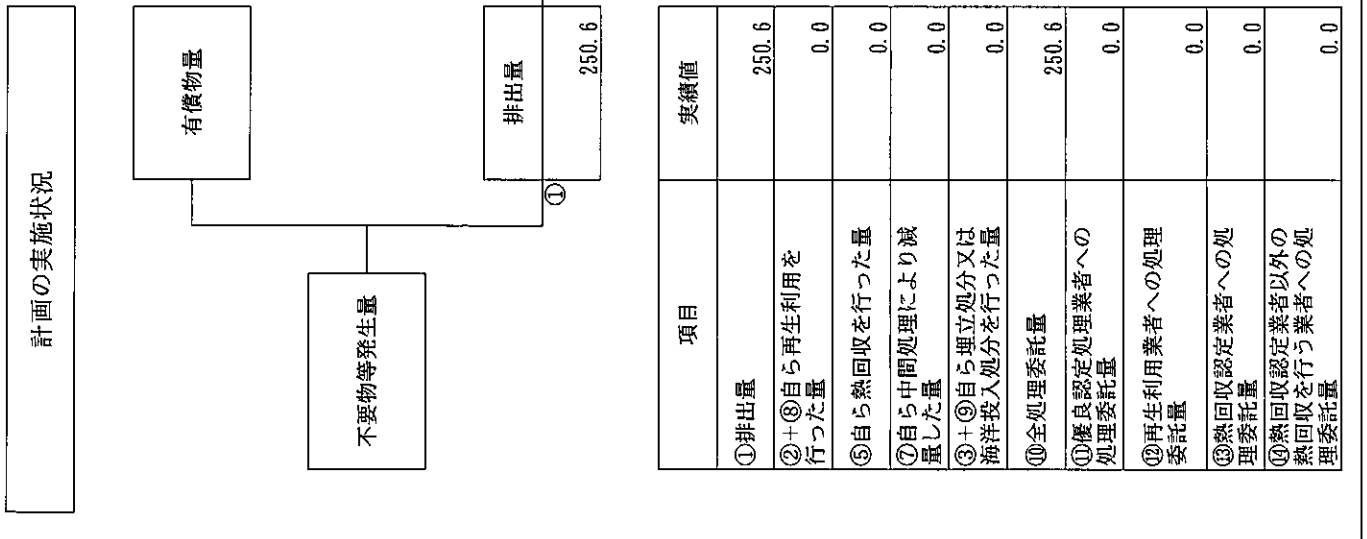 計画の実施状況
有償物量
不要物等発生量
排出量
250.6
①
項目
実績値
①排出量
250.6
②+⑧自ら再生利用を
行った量
0.0
⑤自ら熱回収を行った量
0.0
⑦自ら中間処理により減
量した量
0.0
③+⑨自ら埋立処分又は
海洋投入処分を行った量
0.0
⑩全処理委託量
250.6
⑪優良認定処理業者への
処理委託量
0.0
⑫再生利用業者への処理
委託量
0.0
⑬熱回収認定業者への処
理委託量
0.0
⑭熱回収認定業者以外の
熱回収を行う業者への処
理委託量
0.0